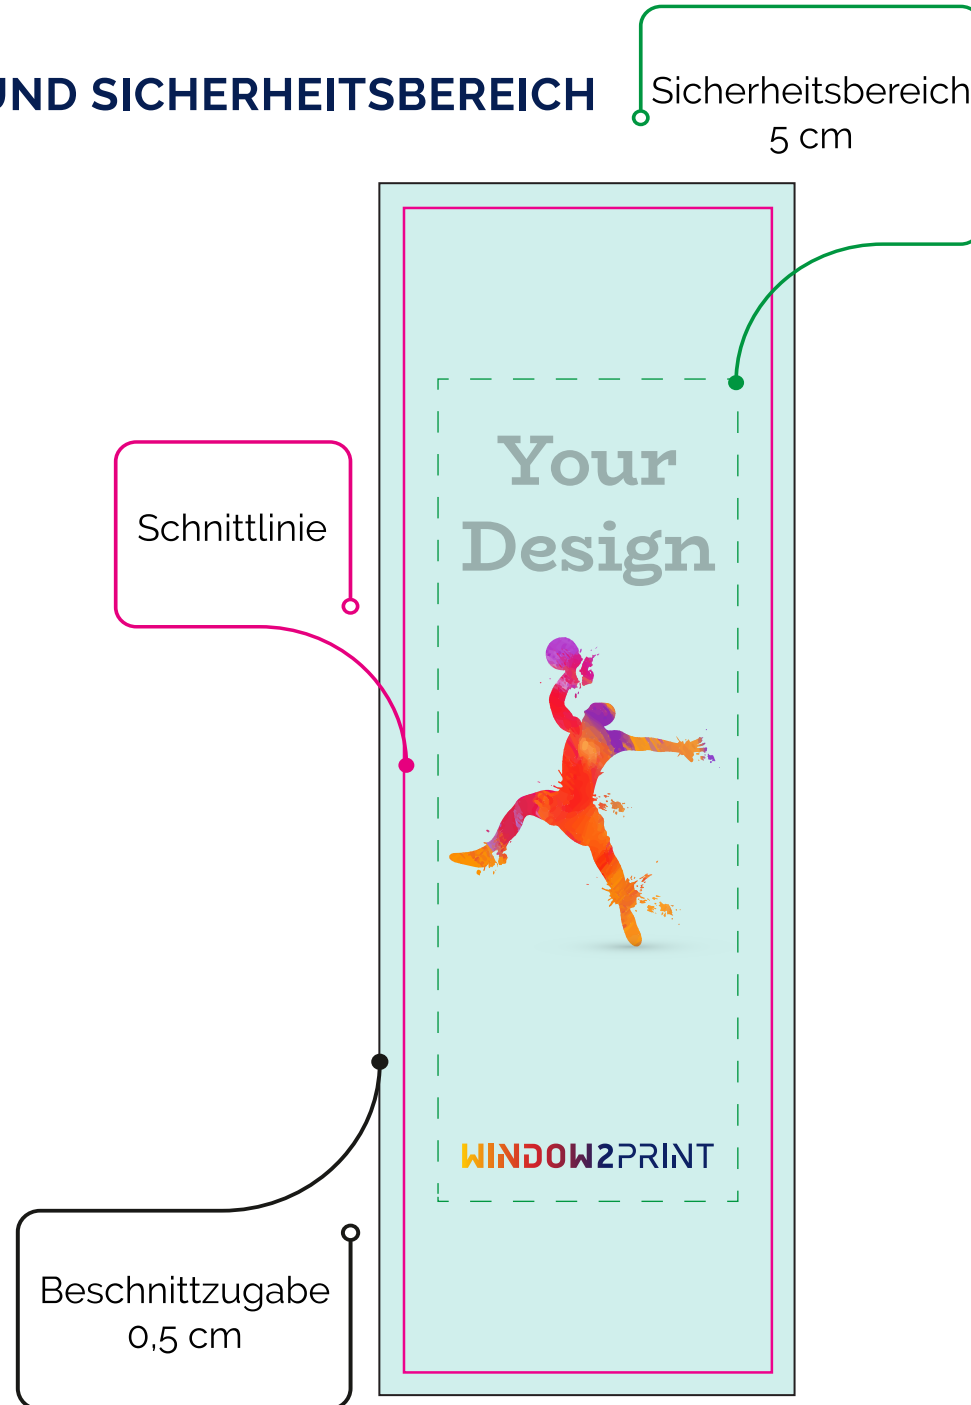 UND SICHERHEITSBEREICH
Sicherheitsbereich
5 cm
Your
Design
Schnittlinie
WINDOW2PRINT
Beschnittzugabe
0,5 cm